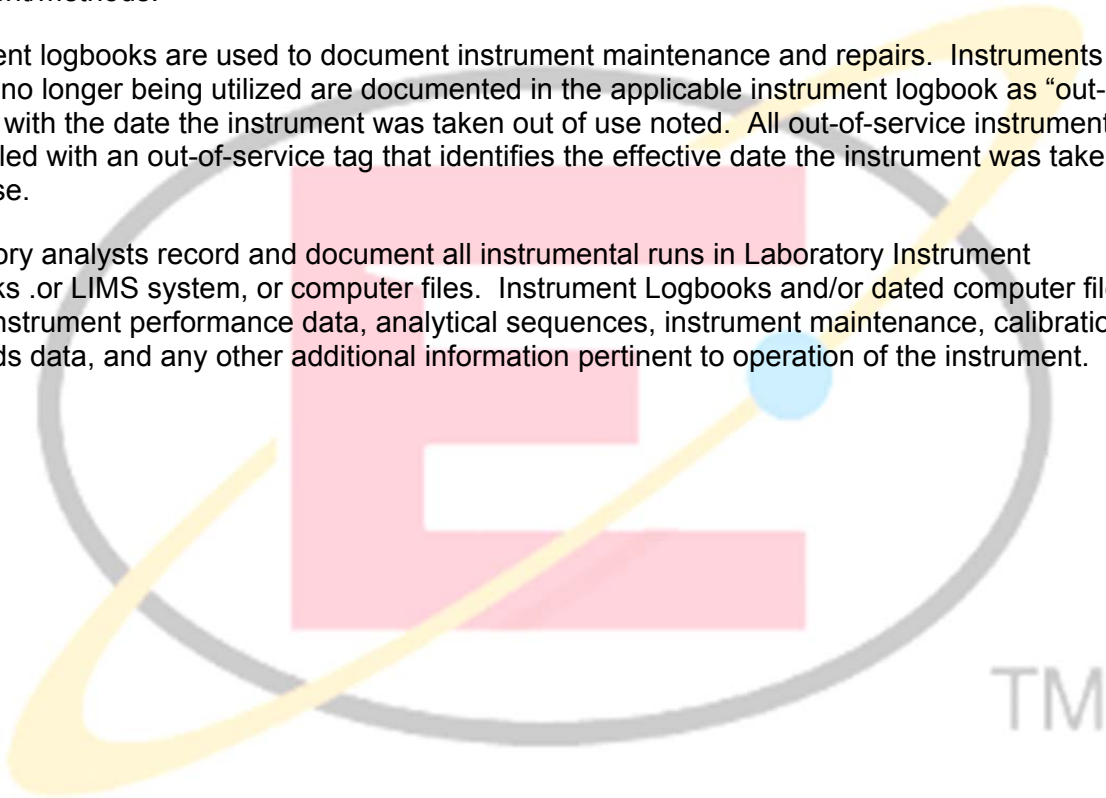 ent logbooks are used to document instrument maintenance and repairs. Instruments
no longer being utilized are documented in the applicable instrument logbook as “out-
with the date the instrument was taken out of use noted. All out-of-service instrument
led with an out-of-service tag that identifies the effective date the instrument was take
se.
ory analysts record and document all instrumental runs in Laboratory Instrument
ks .or LIMS system, or computer files. Instrument Logbooks and/or dated computer fil
nstrument performance data, analytical sequences, instrument maintenance, calibratio
ds data, and any other additional information pertinent to operation of the instrument.
E
TM